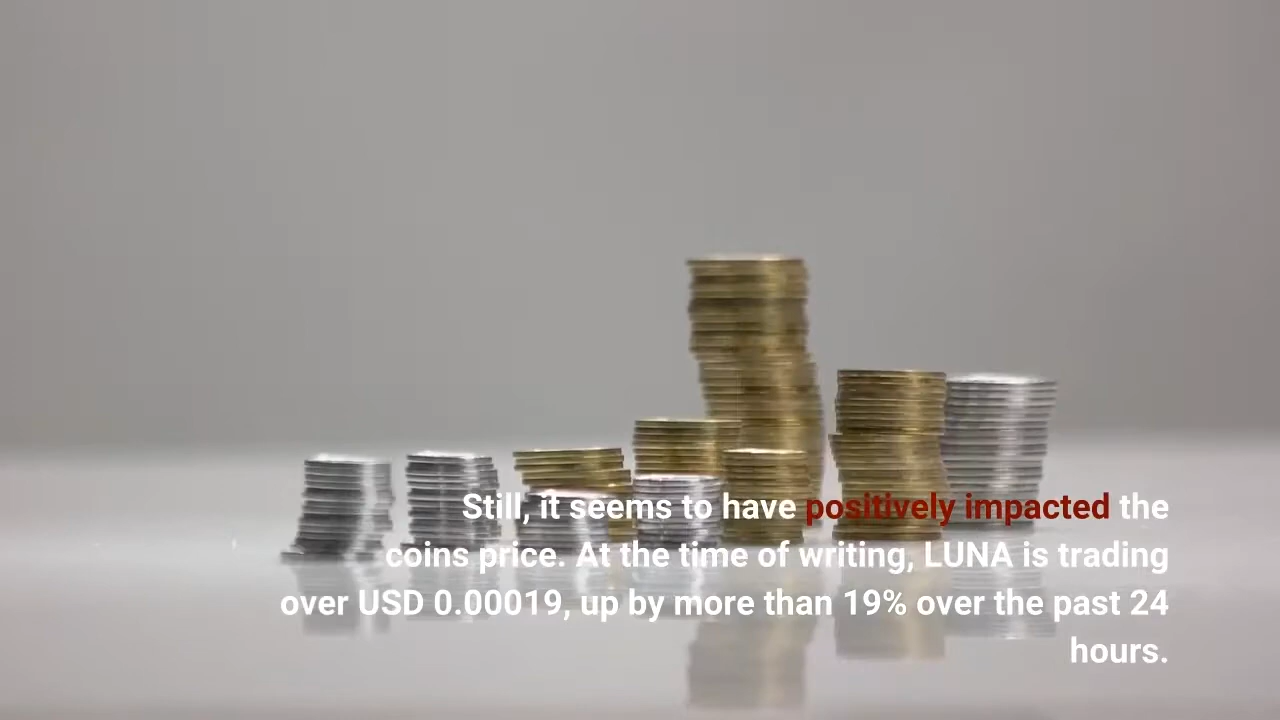 Still, it seems to have positively impacted the
coins price. At the time of writing, LUNA is trading
over USD 0.00019, up by more than 19% over the past 24
hours.